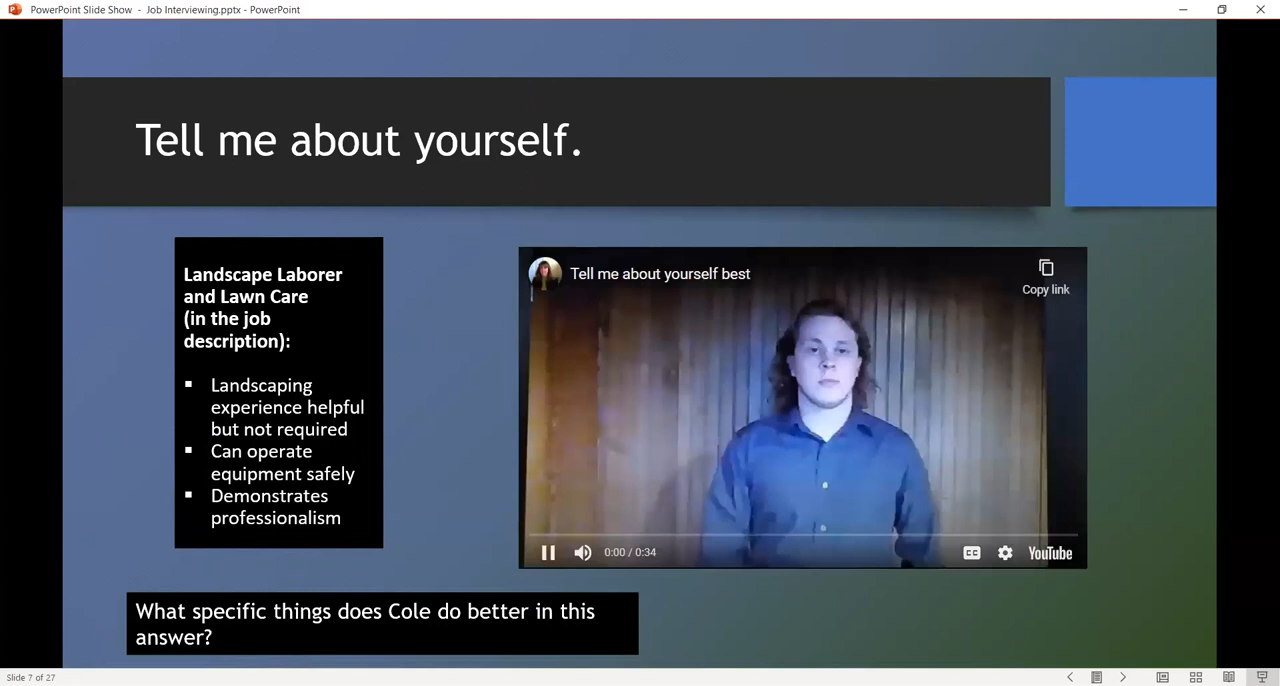 PowerPoint Slide Show - Job Interviewing.pptx - PowerPoint
Tell me about yourself.
Landscape Laborer
and Lawn Care
(in the job
description):
▪ Landscaping
experience helpful
but not required
▪ Can operate
equipment safely
▪ Demonstrates
professionalism
Tell me about yourself best
Copy link
0:00 / 0:34
CC
YouTube
What specific things does Cole do better in this
answer?
Slide 7 of 27